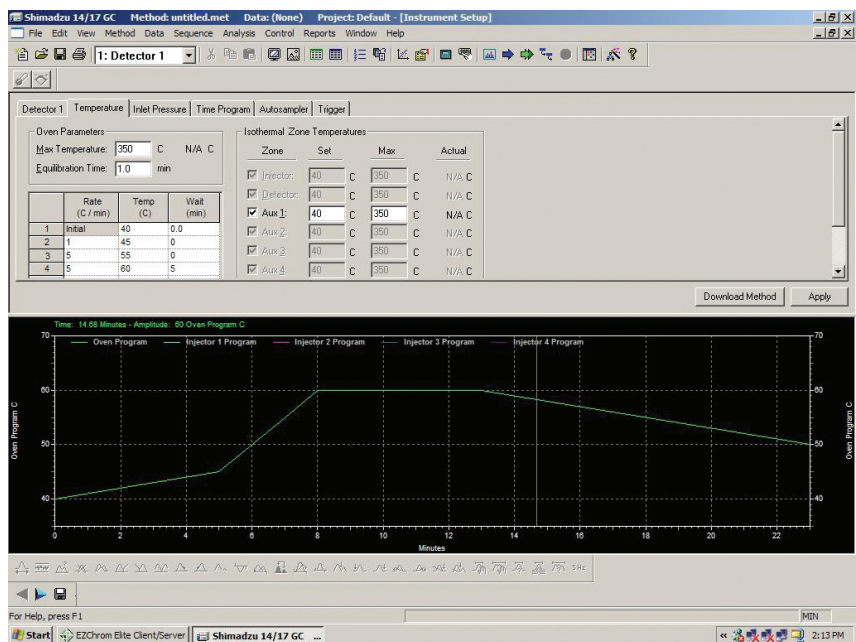 Shimadzu 14/17 GC Method: untitled.met Data: (None) Project: Default - [Instrument Setup]
File Edit View Method Data Sequence Analysis Control Reports Window Help
1: Detector 1
Detector 1 Temperature Inlet Pressure Time Program Autosampler Trigger
Oven Parameters
Max Temperature: 350 C N/A C
Equilibration Time: 1.0 min
Rate (C / min) Temp (C) Wait (min)
1 Initial 40 0.0
2 1 45 0
3 5 55 0
4 5 60 5
Isothermal Zone Temperatures
Zone Set Max Actual
Injector: 40 C 350 C N/A C
Detector: 40 C 350 C N/A C
Aux 1: 40 C 350 C N/A C
Aux 2: 40 C 350 C N/A C
Aux 3 40 C 350 C N/A C
Aux 4: 40 C 350 C N/A C
Download Method Apply
Time: 14.68 Minutes - Amplitude: 60 Oven Program C
70 70
Oven Program Injector 1 Program Injector 2 Program Injector 3 Program Injector 4 Program
60 60
50 50
40 40
Oven Program C
Oven Program C
0 2 4 6 8 10 12 14 16 18 20 22
Minutes
5Hz
For Help, press F1 MIN
Start EZChrom Elite Client/Server Shimadzu 14/17 GC ... 2:13 PM